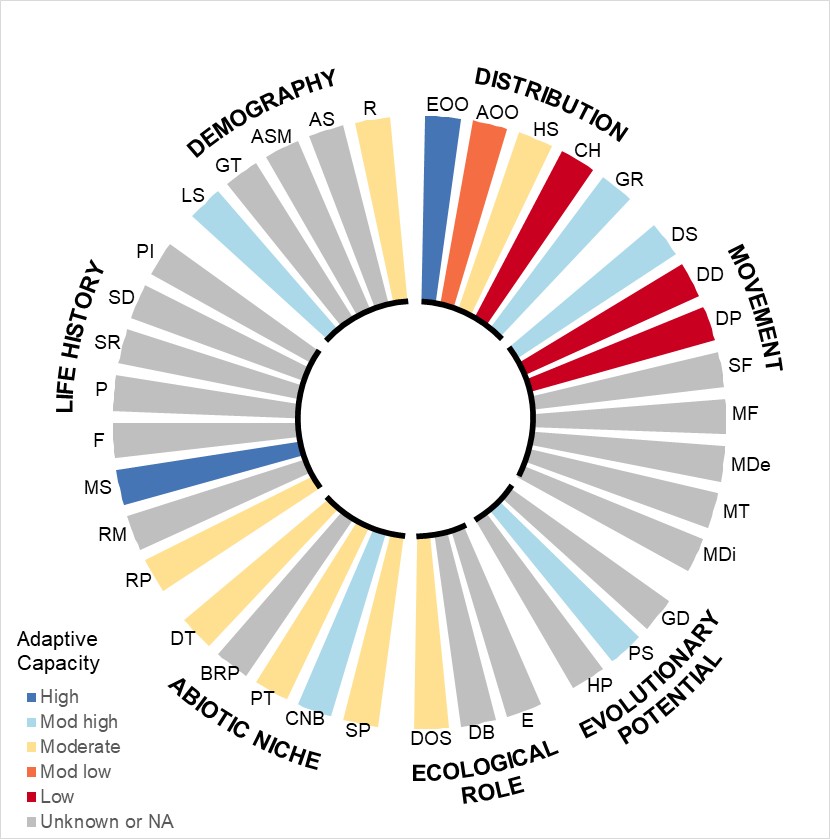 DEMOGRAPHY
DISTRIBUTION
MOVEMENT
EVOLUTIONARY
POTENTIAL
ECOLOGICAL
ROLE
ABIOTIC NICHE
LIFE HISTORY
EOO
AOO
HS
CH
GR
DS
DD
DP
SF
MF
MDe
MT
MDi
GD
PS
HP
E
DB
DOS
SP
CNB
PT
BRP
DT
RP
RM
MS
F
P
SR
SD
PI
LS
GT
ASM
AS
R
Adaptive
Capacity
High
Mod high
Moderate
Mod low
Low
Unknown or NA